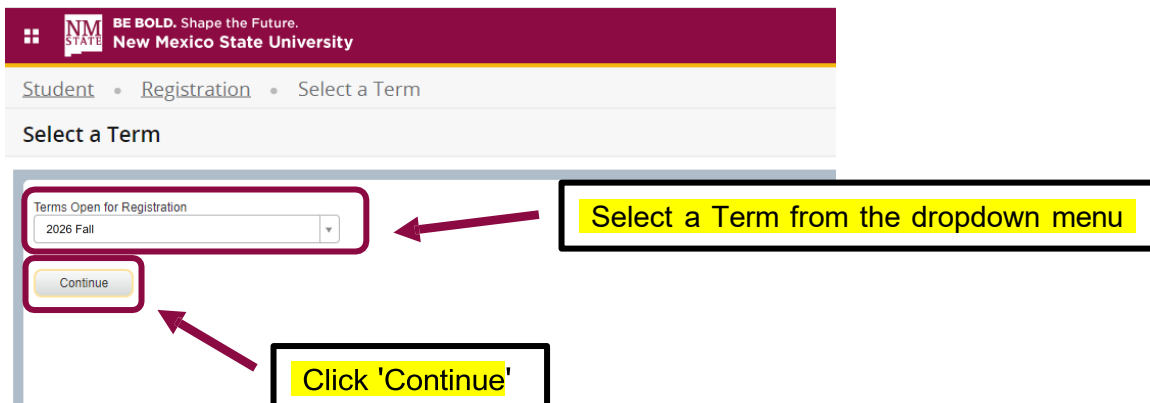 NM
STATE
BE BOLD. Shape the Future.
New Mexico State University
Student • Registration • Select a Term
Select a Term
Terms Open for Registration
2026 Fall
Select a Term from the dropdown menu
Continue
Click 'Continue'